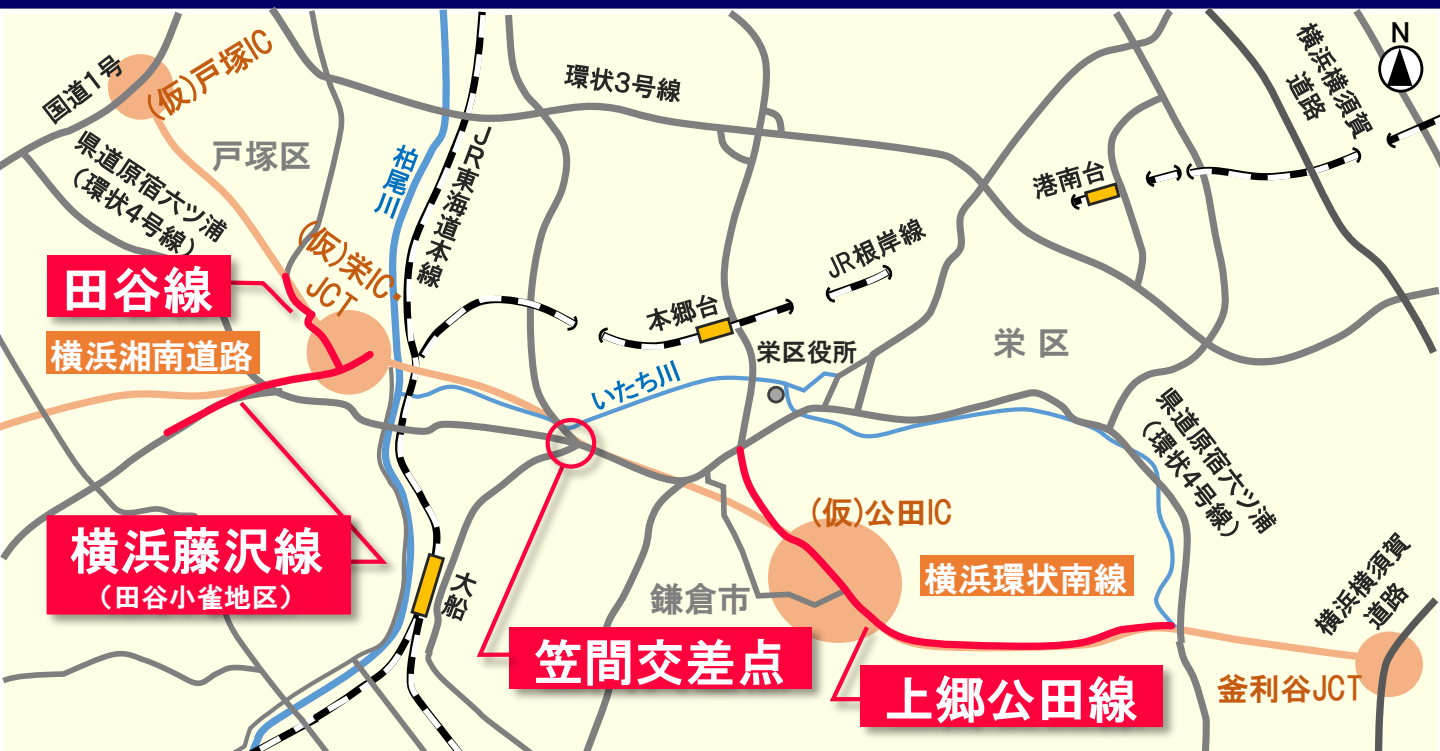 N
国道1号
(仮)戸塚IC
環状3号線
横浜横須賀
道路
戸塚区
県道原宿六ツ浦
(環状4号線)
柏尾川
JR東海道本線
港南台
(仮)栄IC・
JCT
田谷線
JR根岸線
本郷台
横浜湘南道路
栄区役所
栄 区
いたち川
県道原宿六ツ浦
(環状4号線)
(仮)公田IC
横浜藤沢線
(田谷小雀地区)
大船
鎌倉市
横浜環状南線
横浜横須賀
道路
笠間交差点
上郷公田線
釜利谷JCT